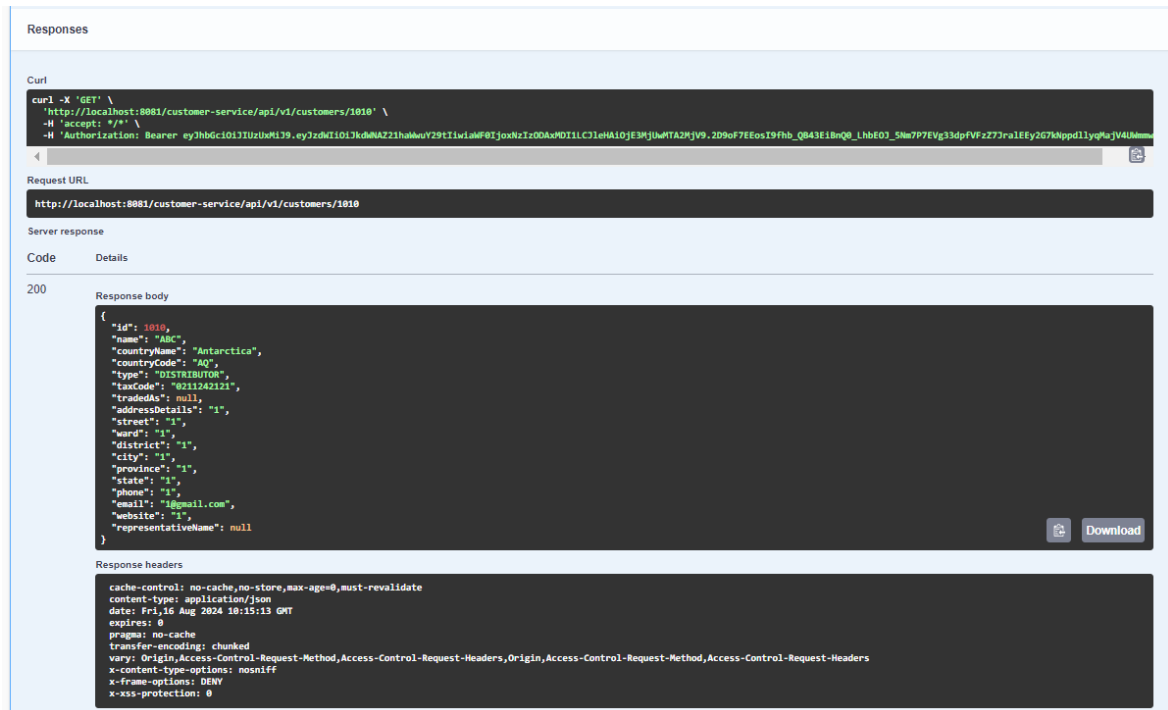 Responses
Curl
curl -X 'GET' \
'http://localhost:8081/customer-service/api/v1/customers/1010' \
-H 'accept: */*' \
-H 'Authorization: Bearer
Request URL
http://localhost:8081/customer-service/api/v1/customers/1010
Server response
Code Details
200
Response body
{
"id": 1010,
"name": "ABC",
"countryName": "Antarctica",
"countryCode": "AQ",
"type": "DISTRIBUTOR",
"taxCode": "0211242121",
"tradedAs": null,
"addressDetails": "1",
"street": "1",
"ward": "1",
"district": "1",
"city": "1",
"province": "1",
"state": "1",
"phone": "1",
"email": "1@gmail.com",
"website": "1",
"representativeName": null
}
Download
Response headers
cache-control: no-cache,no-store,max-age=0,must-revalidate
content-type: application/json
date: Fri,16 Aug 2024 10:15:13 GMT
expires: 0
pragma: no-cache
transfer-encoding: chunked
vary: Origin,Access-Control-Request-Method,Access-Control-Request-Headers,Origin,Access-Control-Request-Method,Access-Control-Request-Headers
x-content-type-options: nosniff
x-frame-options: DENY
x-xss-protection: 0